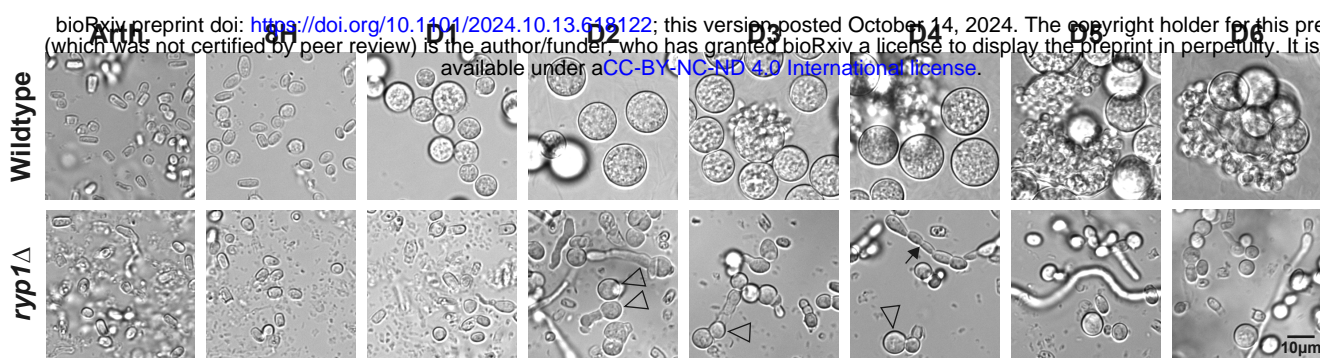 bioRxiv preprint doi: https://doi.org/10.1101/2024.10.13.618122; this version posted October 14, 2024. The copyright holder for this pre
(which was not certified by peer review) is the author/funder, who has granted bioRxiv a license to display the preprint in perpetuity. It is
available under aCC-BY-NC-ND 4.0 International license.
Arth. 8H D1 D2 D3 D4 D5 D6
Wildtype
ryp1△
10μm